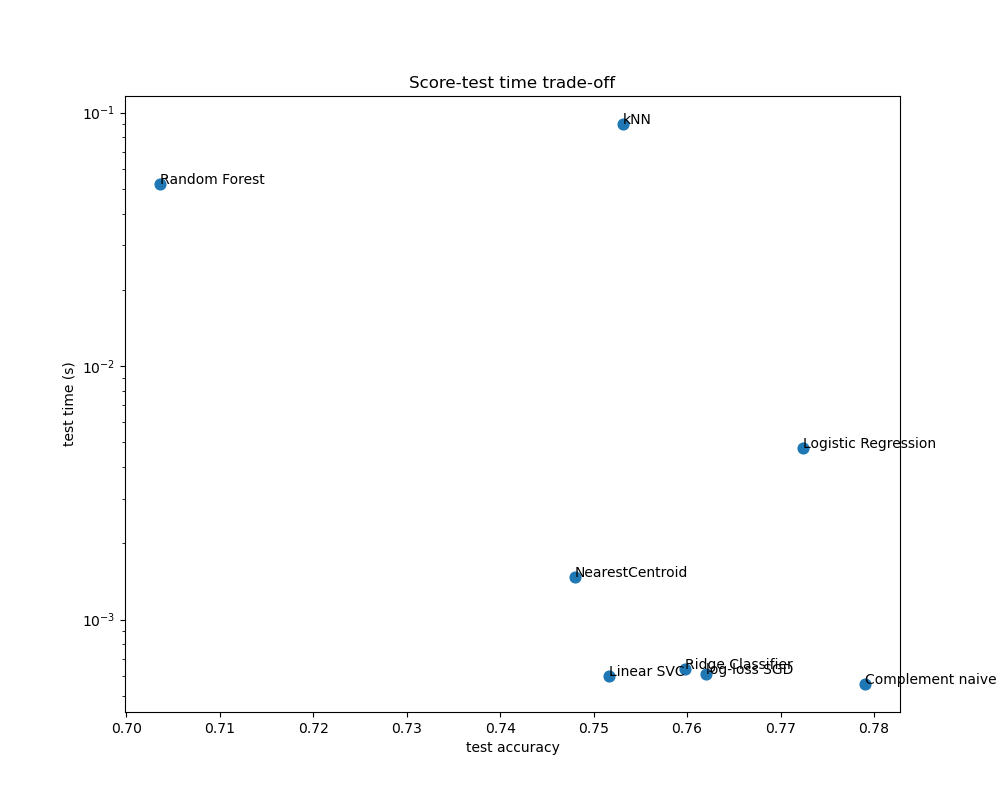 Score-test time trade-off
10⁻¹
kNN
Random Forest
10⁻²
test time (s)
Logistic Regression
NearestCentroid
10⁻³
Ridge Classifier
log-loss SGD
Linear SVC
Complement naive
0.70 0.71 0.72 0.73 0.74 0.75 0.76 0.77 0.78
test accuracy